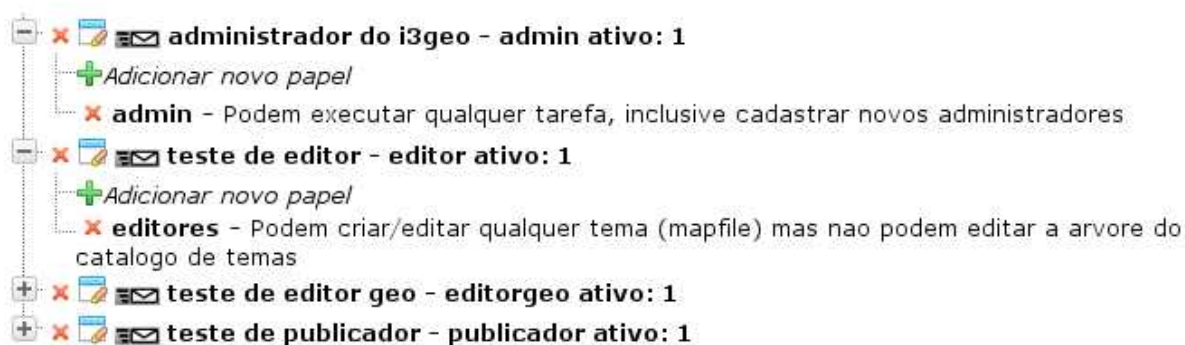 administrador do i3geo - admin ativo: 1
Adicionar novo papel
admin - Podem executar qualquer tarefa, inclusive cadastrar novos administradores
teste de editor - editor ativo: 1
Adicionar novo papel
editores - Podem criar/editar qualquer tema (mapfile) mas nao podem editar a arvore do
catalogo de temas
teste de editor geo - editorgeo ativo: 1
teste de publicador - publicador ativo: 1